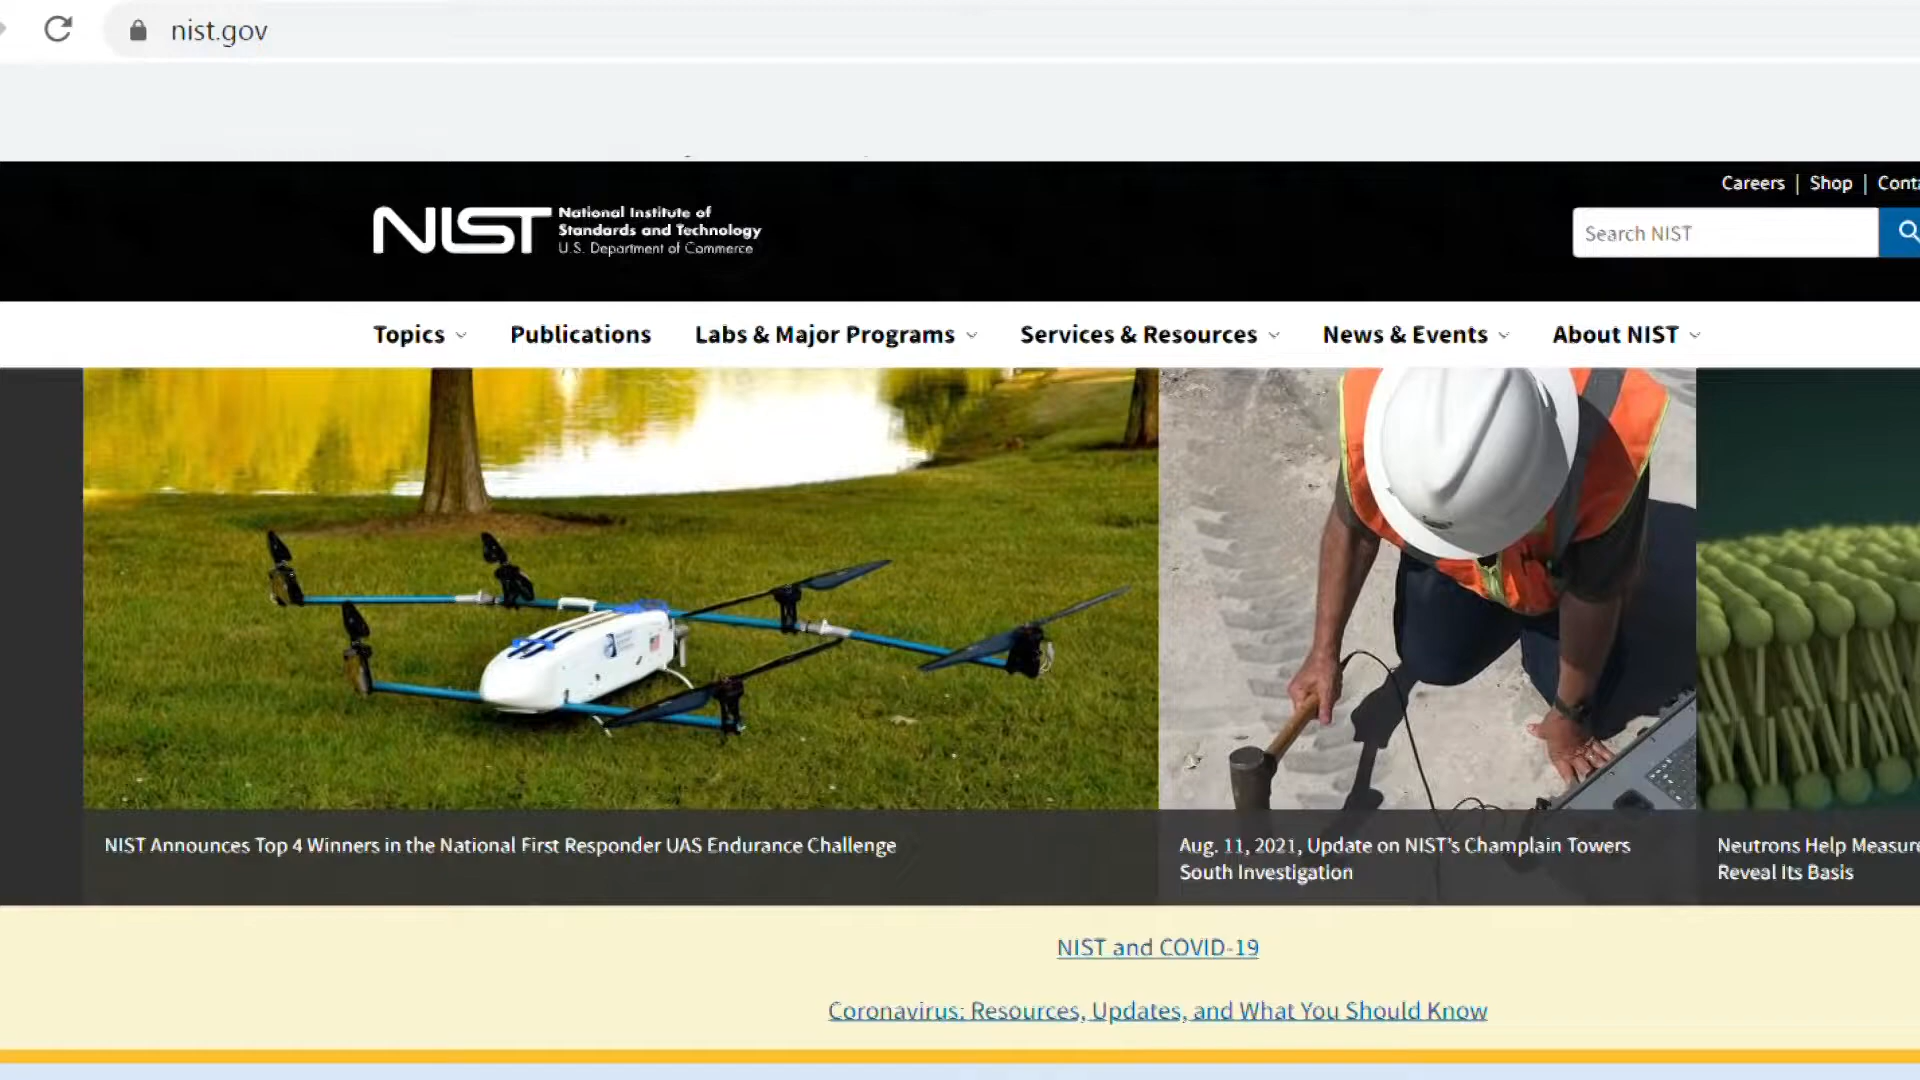 nist.gov
Careers | Shop | Conta
NIST National Institute of
Standards and Technology
U.S. Department of Commerce
Search NIST
Topics Publications Labs & Major Programs Services & Resources News & Events About NIST
NIST Announces Top 4 Winners in the National First Responder UAS Endurance Challenge
Aug. 11, 2021, Update on NIST's Champlain Towers
South Investigation
Neutrons Help Measure
Reveal Its Basis
NIST and COVID-19
Coronavirus: Resources, Updates, and What You Should Know